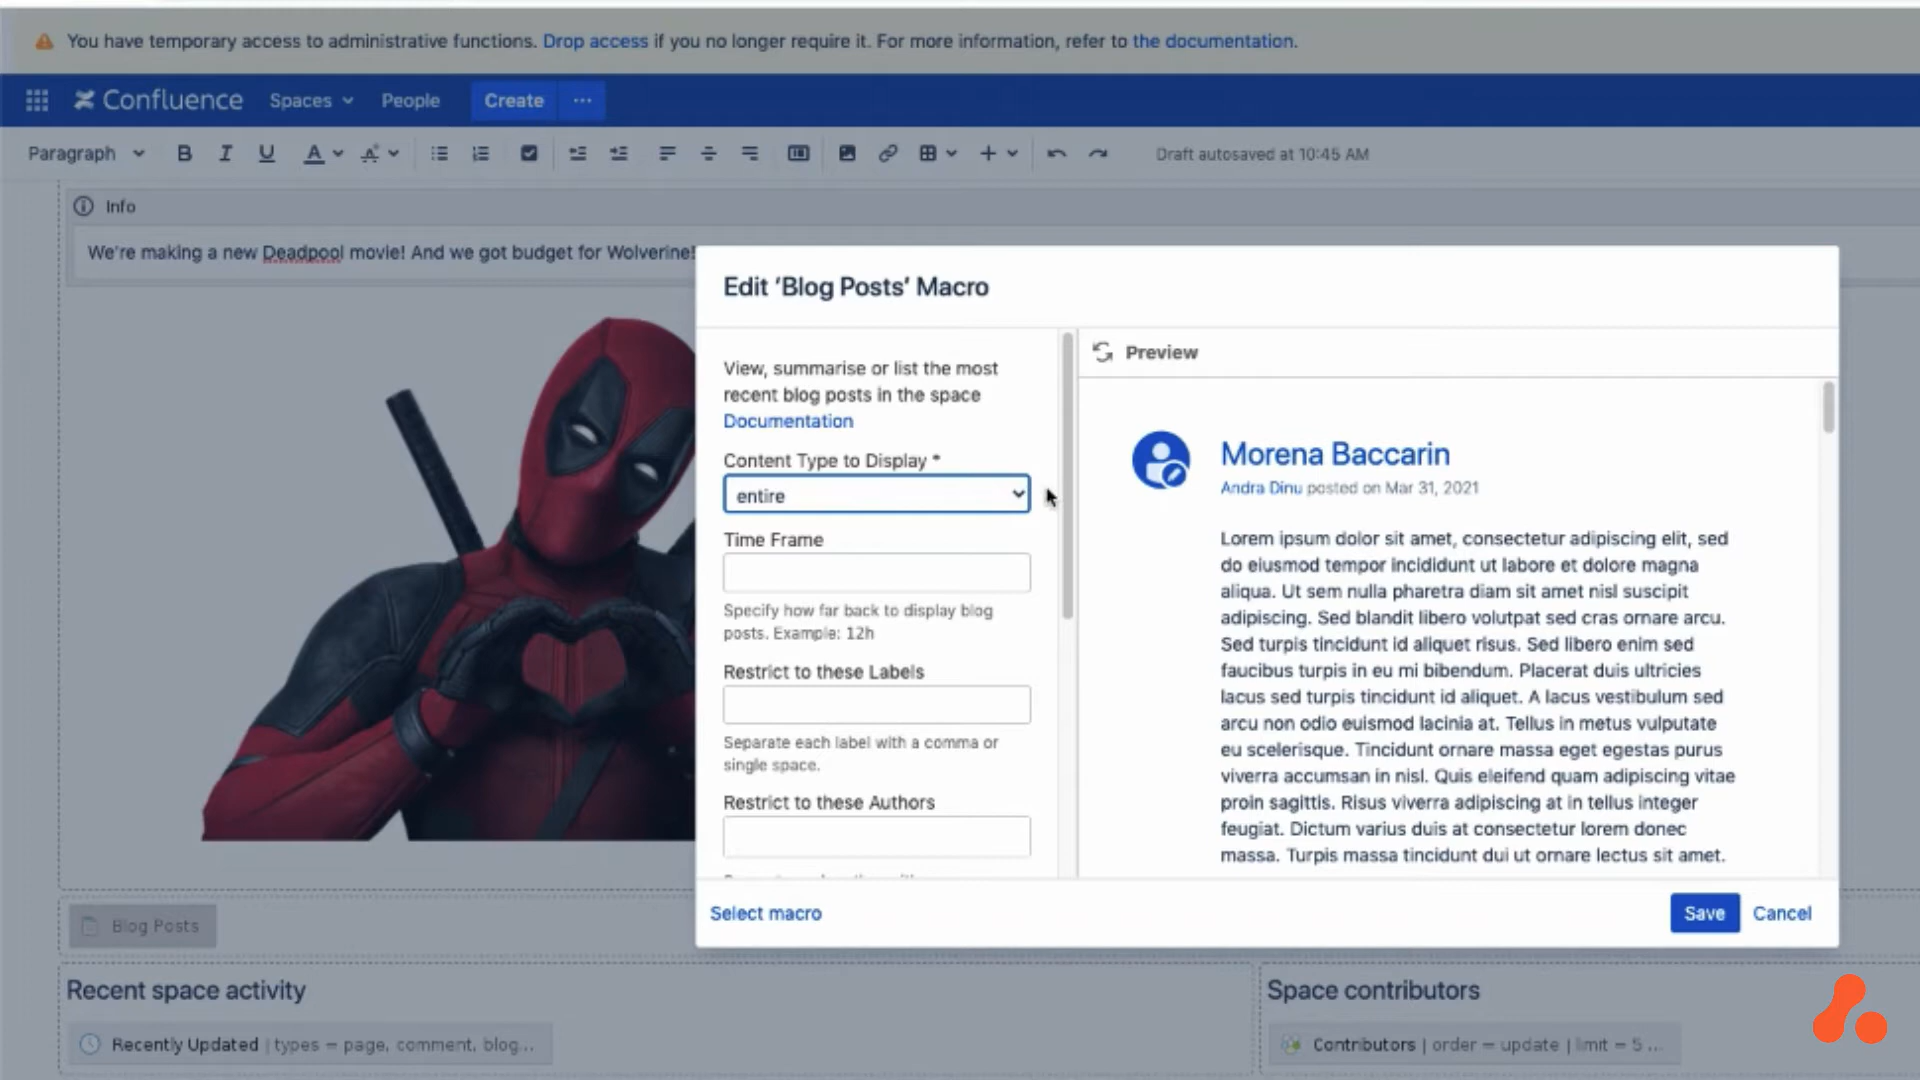 You have temporary access to administrative functions. Drop access if you no longer require it. For more information, refer to the documentation.
Confluence Spaces People Create ...
Paragraph B I U A Draft autosaved at 10:45 AM
Info
We're making a new Deadpool movie! And we got budget for Wolverine!
Edit 'Blog Posts' Macro
View, summarise or list the most
recent blog posts in the space
Documentation
Content Type to Display *
entire
Time Frame
Specify how far back to display blog
posts. Example: 12h
Restrict to these Labels
Separate each label with a comma or
single space.
Restrict to these Authors
Select macro
Preview
Morena Baccarin
Andra Dinu posted on Mar 31, 2021
Lorem ipsum dolor sit amet, consectetur adipiscing elit, sed
do eiusmod tempor incididunt ut labore et dolore magna
aliqua. Ut sem nulla pharetra diam sit amet nisl suscipit
adipiscing. Sed blandit libero volutpat sed cras ornare arcu.
Sed turpis tincidunt id aliquet risus. Sed libero enim sed
faucibus turpis in eu mi bibendum. Placerat duis ultricies
lacus sed turpis tincidunt id aliquet. A lacus vestibulum sed
arcu non odio euismod lacinia at. Tellus in metus vulputate
eu scelerisque. Tincidunt ornare massa eget egestas purus
viverra accumsan in nisl. Quis eleifend quam adipiscing vitae
proin sagittis. Risus viverra adipiscing at in tellus integer
feugiat. Dictum varius duis at consectetur lorem donec
massa. Turpis massa tincidunt dui ut ornare lectus sit amet.
Save Cancel
Blog Posts
Recent space activity
Recently Updated | types = page, comment, blog...
Space contributors
Contributors | order = update | limit = 5 ...